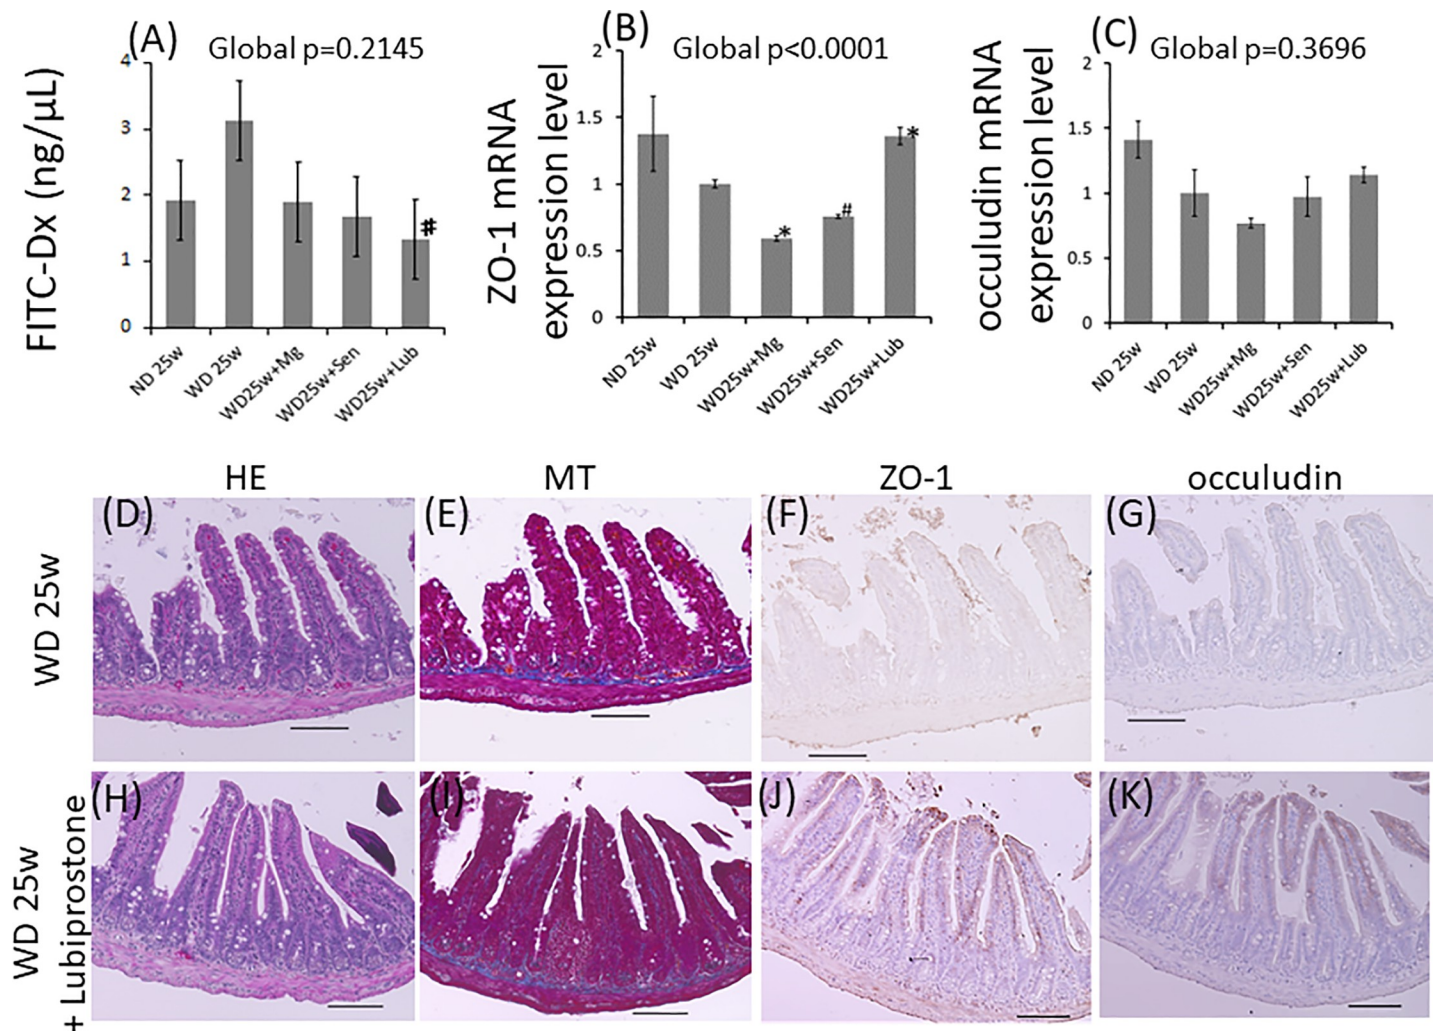 (A)
Global p=0.2145
FITC-Dx (ng/μL)
4
3
2
1
0
ND 25w
WD 25w
WD25w+Mg
WD25w+Sen
WD25w+Lub
#
(B)
Global p<0.0001
ZO-1 mRNA
expression level
2
1.5
1
0.5
0
*
#
*
ND 25w
WD 25w
WD25w+Mg
WD25w+Sen
WD25w+Lub
(C)
Global p=0.3696
occuludin mRNA
expression level
2
1.5
1
0.5
0
ND 25w
WD 25w
WD25w+Mg
WD25w+Sen
WD25w+Lub
HE
MT
ZO-1
occuludin
WD 25w
(D)
(E)
(F)
(G)
WD 25w
+ Lubiprostone
(H)
(I)
(J)
(K)